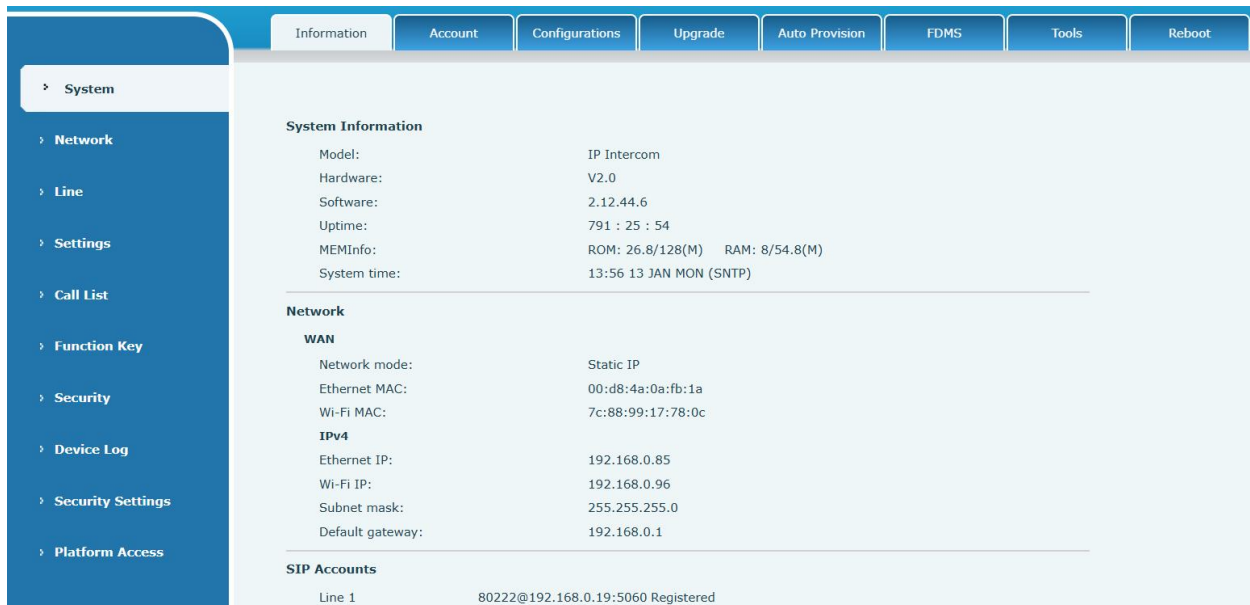 Information Account Configurations Upgrade Auto Provision FDMS Tools Reboot
System
Network
Line
Settings
Call List
Function Key
Security
Device Log
Security Settings
Platform Access
System Information
Model: IP Intercom
Hardware: V2.0
Software: 2.12.44.6
Uptime: 791 : 25 : 54
MEMInfo: ROM: 26.8/128(M) RAM: 8/54.8(M)
System time: 13:56 13 JAN MON (SNTP)
Network
WAN
Network mode: Static IP
Ethernet MAC: 00:d8:4a:0a:fb:1a
Wi-Fi MAC: 7c:88:99:17:78:0c
IPv4
Ethernet IP: 192.168.0.85
Wi-Fi IP: 192.168.0.96
Subnet mask: 255.255.255.0
Default gateway: 192.168.0.1
SIP Accounts
Line 1 80222@192.168.0.19:5060 Registered